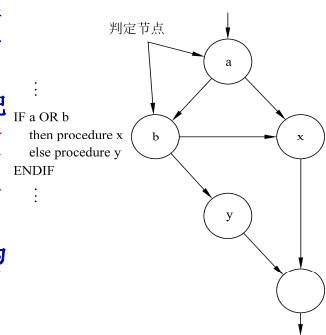 判定节点
⋮
IF a OR b
then procedure x
else procedure y
ENDIF
⋮
a
b
x
y